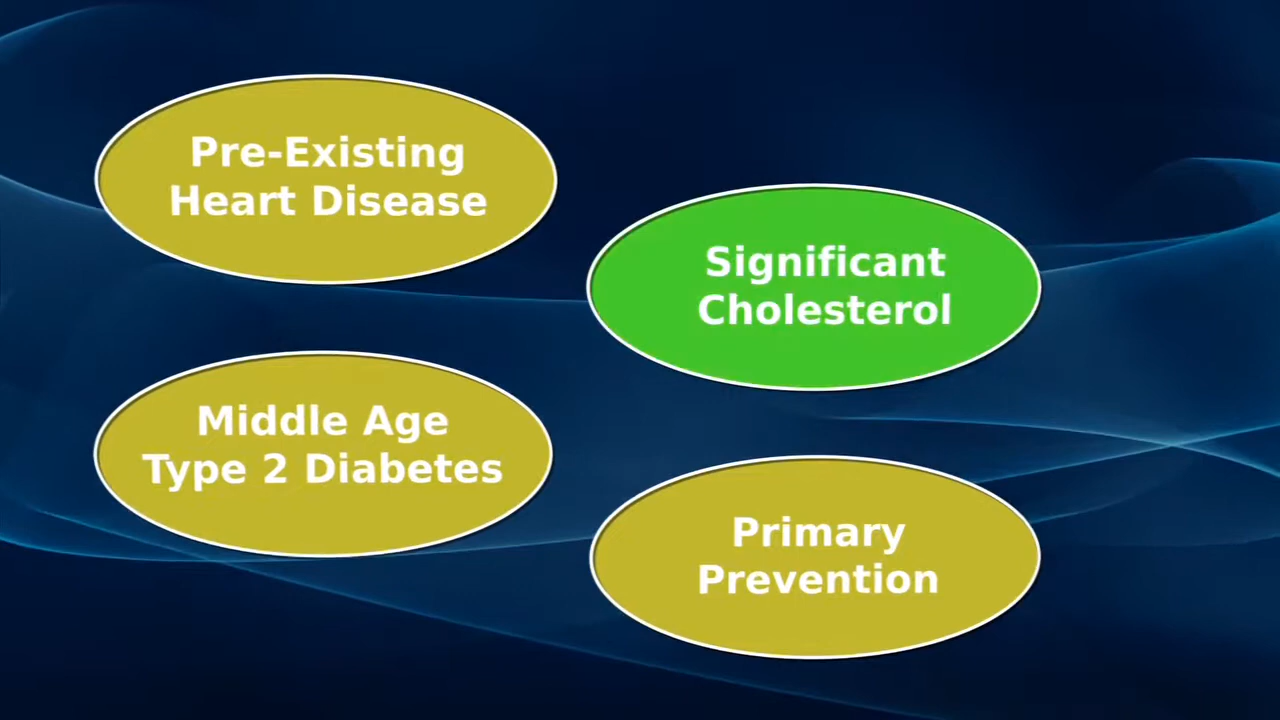 Pre-Existing
Heart Disease
Significant
Cholesterol
Middle Age
Type 2 Diabetes
Primary
Prevention